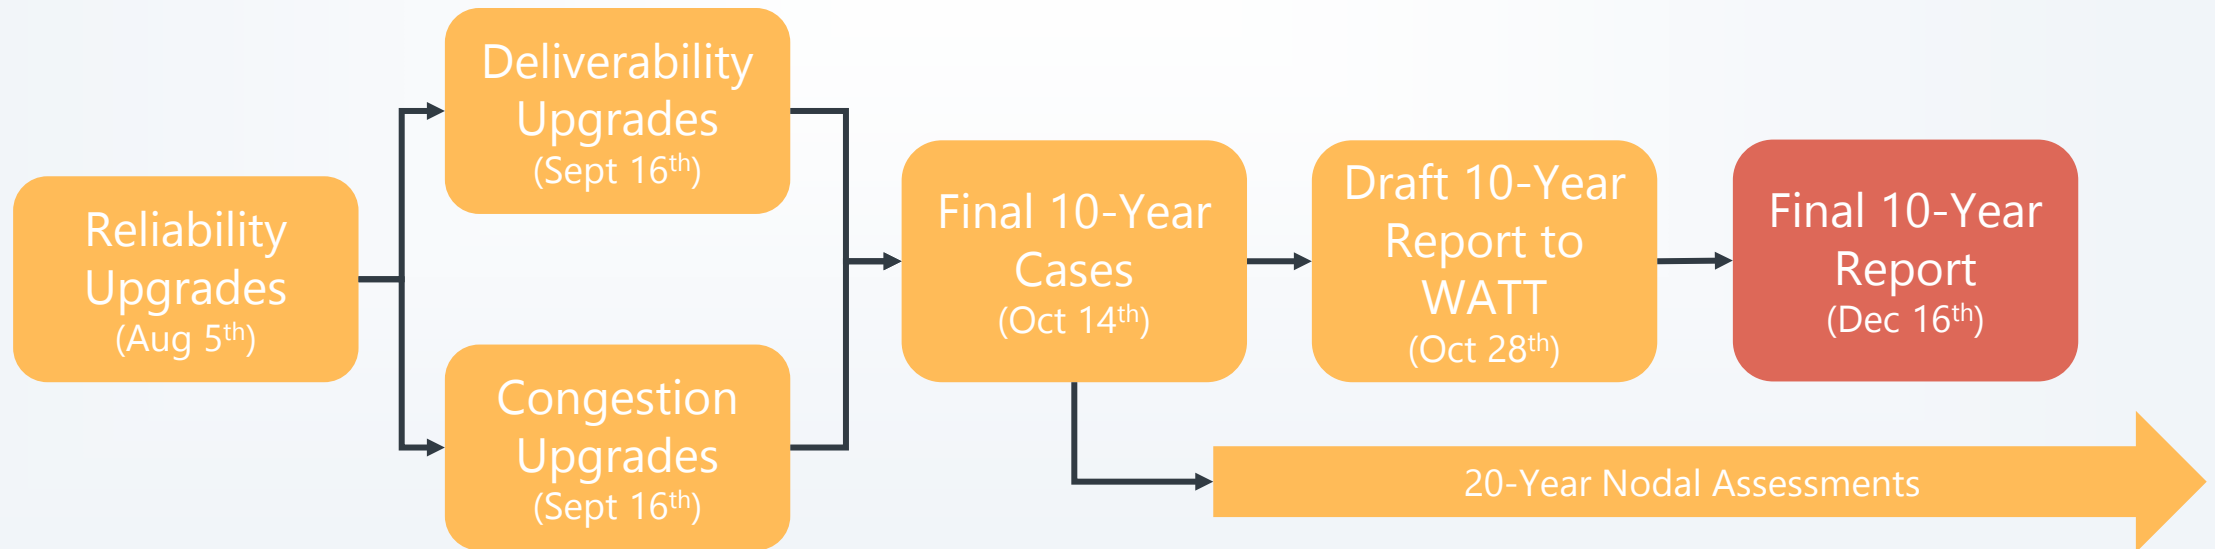 Reliability
Upgrades
(Aug 5th)
Deliverability
Upgrades
(Sept 16th)
Congestion
Upgrades
(Sept 16th)
Final 10-Year
Cases
(Oct 14th)
Draft 10-Year
Report to
WATT
(Oct 28th)
Final 10-Year
Report
(Dec 16th)
20-Year Nodal Assessments